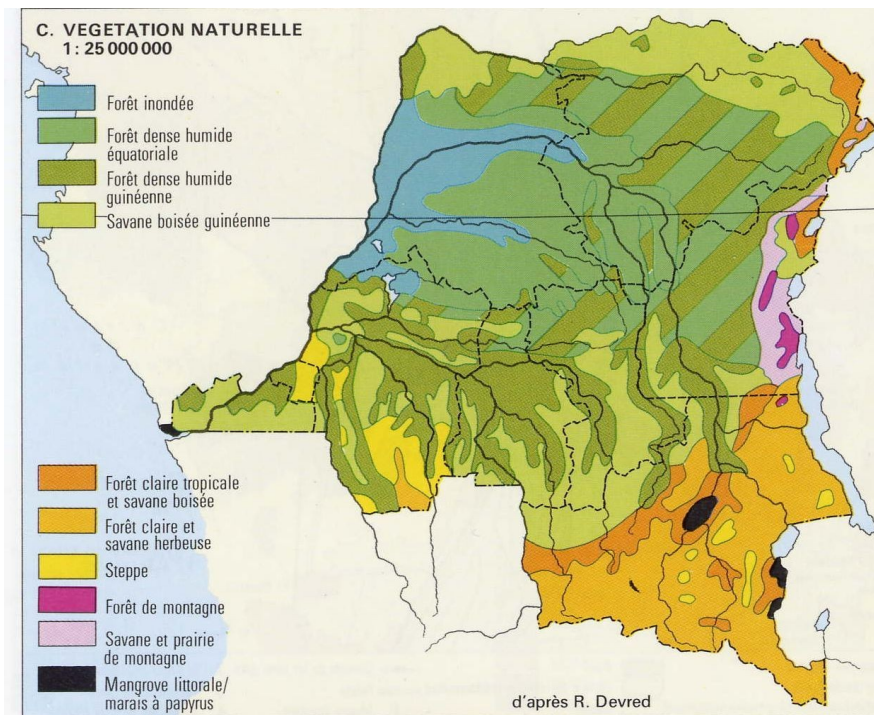 C. VEGETATION NATURELLE
1 : 25 000 000
Forêt inondée
Forêt dense humide
équatoriale
Forêt dense humide
guinéenne
Savane boisée guinéenne
Forêt claire tropicale
et savane boisée
Forêt claire et
savane herbeuse
Steppe
Forêt de montagne
Savane et prairie
de montagne
Mangrove littorale/
marais à papyrus
d'après R. Devred